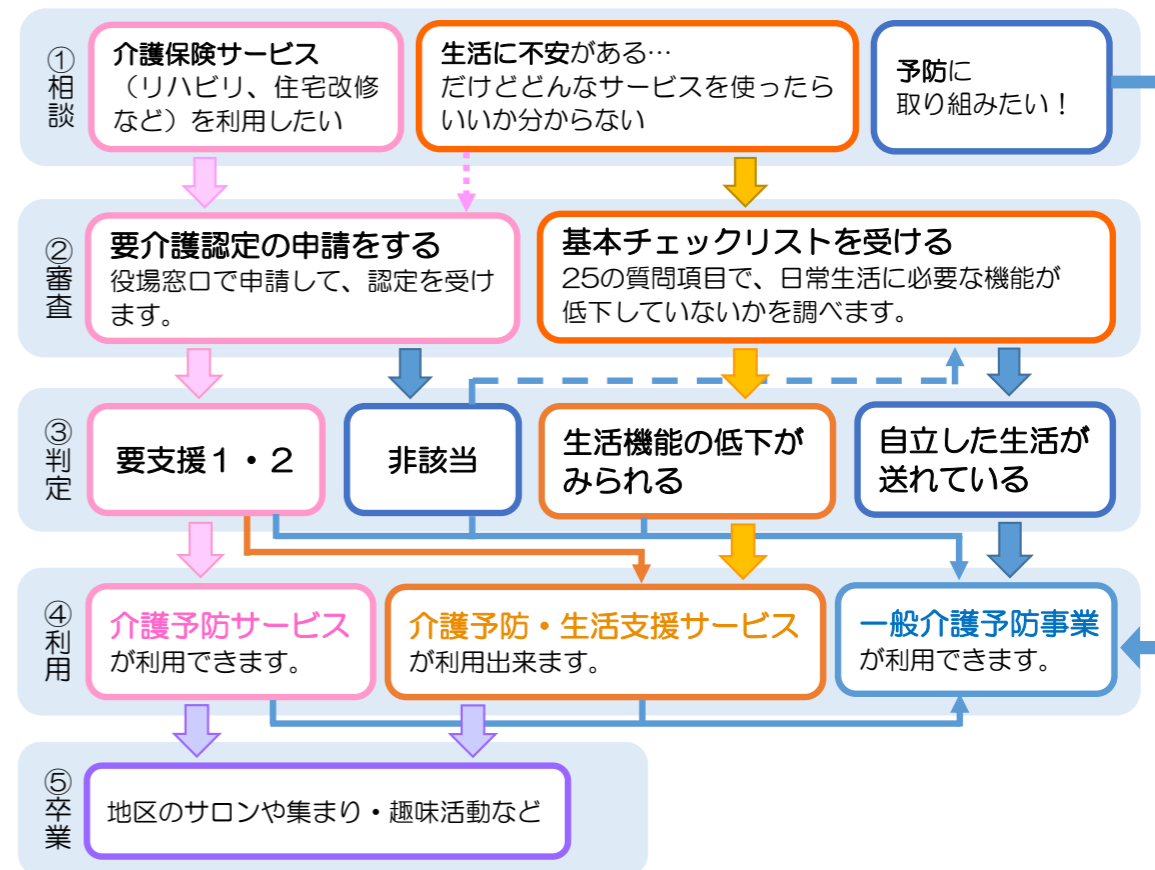 ①相談
介護保険サービス
（リハビリ、住宅改修
など）を利用したい
生活に不安がある…
だけどどんなサービスを使ったら
いいか分からない
予防に
取り組みたい！
②審査
要介護認定の申請をする
役場窓口で申請して、認定を受け
ます。
基本チェックリストを受ける
25の質問項目で、日常生活に必要な機能が
低下していないかを調べます。
③判定
要支援１・２
非該当
生活機能の低下が
みられる
自立した生活が
送れている
④利用
介護予防サービス
が利用できます。
介護予防・生活支援サービス
が利用出来ます。
一般介護予防事業
が利用できます。
⑤卒業
地区のサロンや集まり・趣味活動など